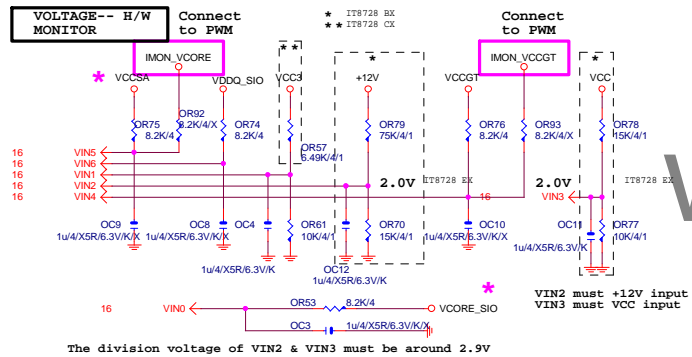 VOLTAGE-- H/W
MONITOR
Connect
to PWM
* IT8728 BX
** IT8728 CX
Connect
to PWM
IMON_VCORE
**
*
IMON_VCCGT
*
*
VCCSA
VDDQ_SIO
VCC3
+12V
VCCGT
VCC
OR75
8.2K/4
OR92
8.2K/4/X
OR74
8.2K/4
OR57
6.49K/4/1
OR79
75K/4/1
OR76
8.2K/4
OR93
8.2K/4/X
OR78
15K/4/1
16 VIN5
16 VIN6
16 VIN1
16 VIN2
16 VIN4
2.0V
IT8728 EX
16
2.0V
VIN3
IT8728 EX
OC9
1u/4/X5R/6.3V/K/X
OC8
1u/4/X5R/6.3V/K/X
OC4
1u/4/X5R/6.3V/K
OR61
10K/4/1
OC12
1u/4/X5R/6.3V/K
OR70
15K/4/1
OC10
1u/4/X5R/6.3V/K/X
OC11
1u/4/X5R/6.3V/K
OR77
10K/4/1
*
16 VIN0
OR53 8.2K/4
VCORE_SIO
OC3 1u/4/X5R/6.3V/K/X
VIN2 must +12V input
VIN3 must VCC input
The division voltage of VIN2 & VIN3 must be around 2.9V